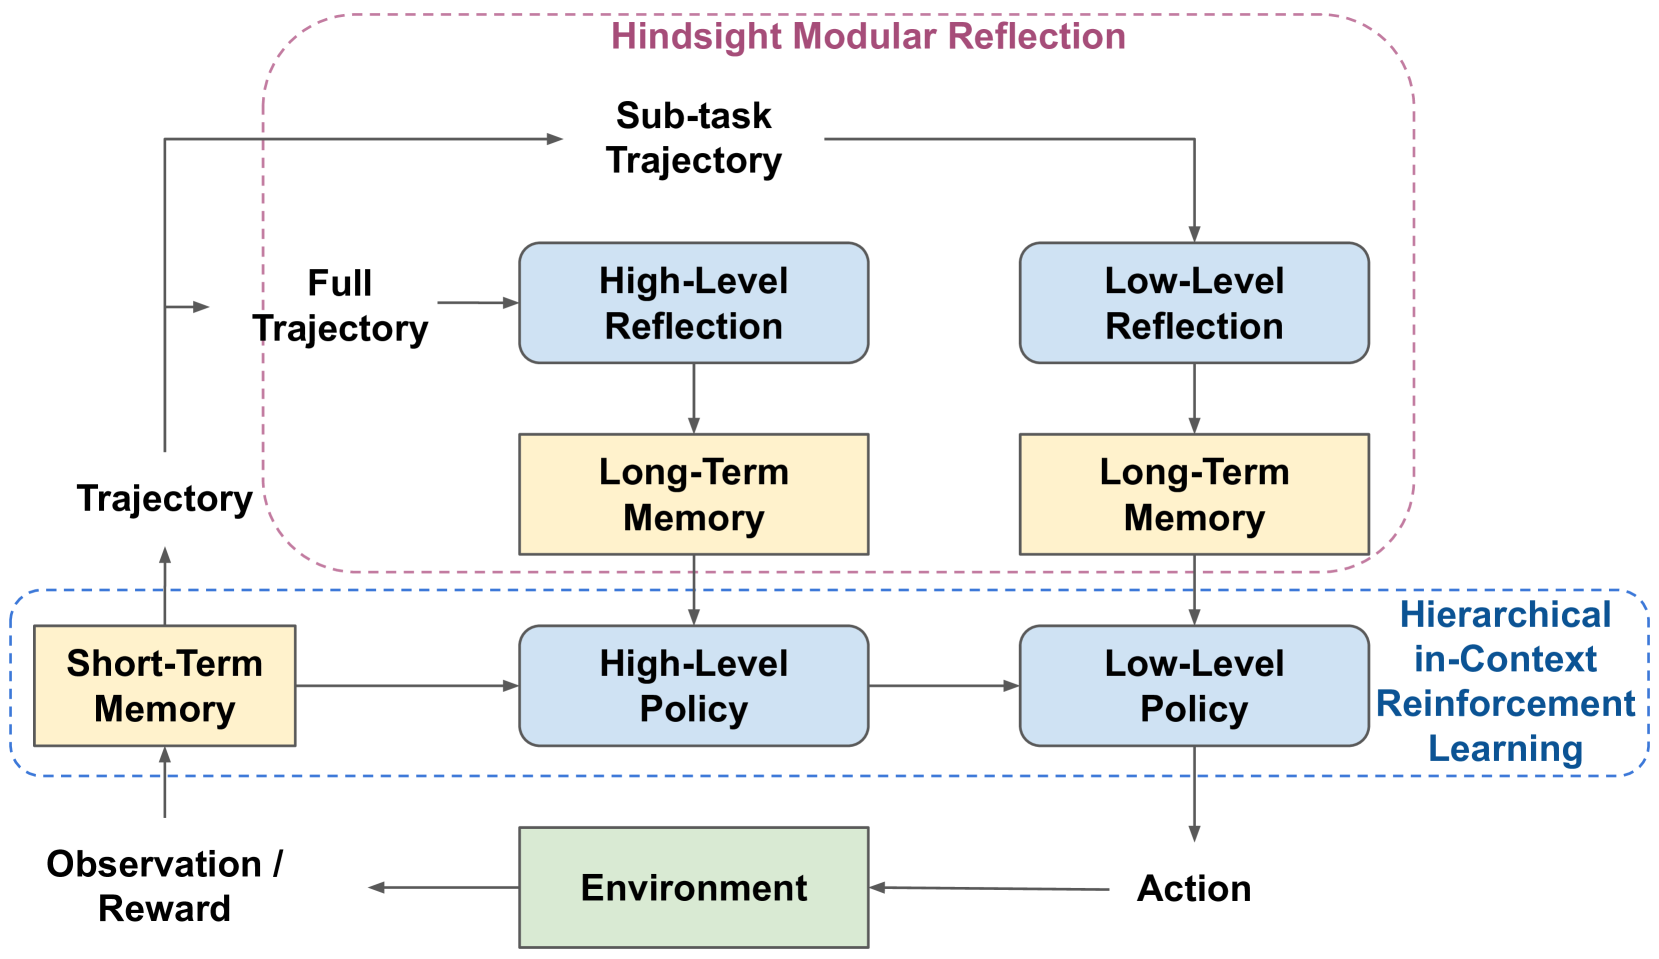 Hindsight Modular Reflection
Sub-task
Trajectory
Full
Trajectory
High-Level
Reflection
Low-Level
Reflection
Long-Term
Memory
Long-Term
Memory
Trajectory
Short-Term
Memory
High-Level
Policy
Low-Level
Policy
Hierarchical
in-Context
Reinforcement
Learning
Observation /
Reward
Environment
Action